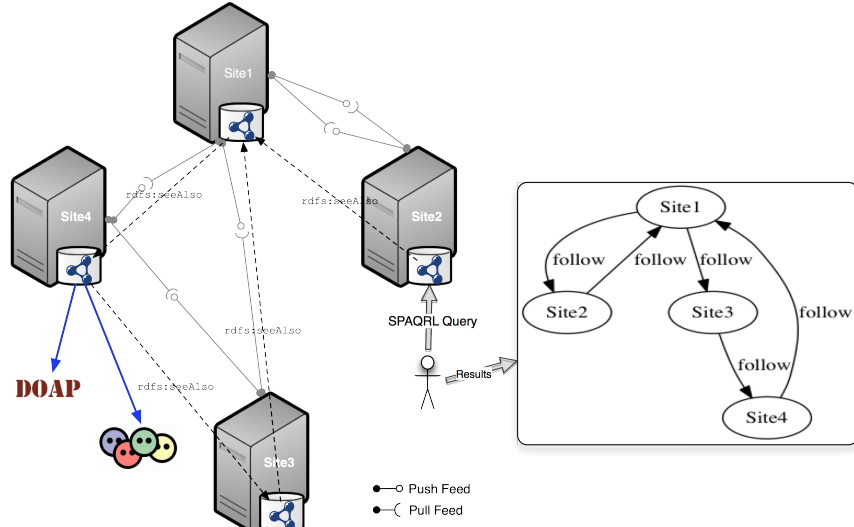 Site1
Site4
rdfs:seeAlso
rdfs:seeAlso
Site2
Site1
follow
follow
follow
follow
Site2
Site3
SPAQRL Query
rdfs:seeAlso
follow
Results
DOAP
rdfs:seeAlso
Site4
Site3
Push Feed
Pull Feed